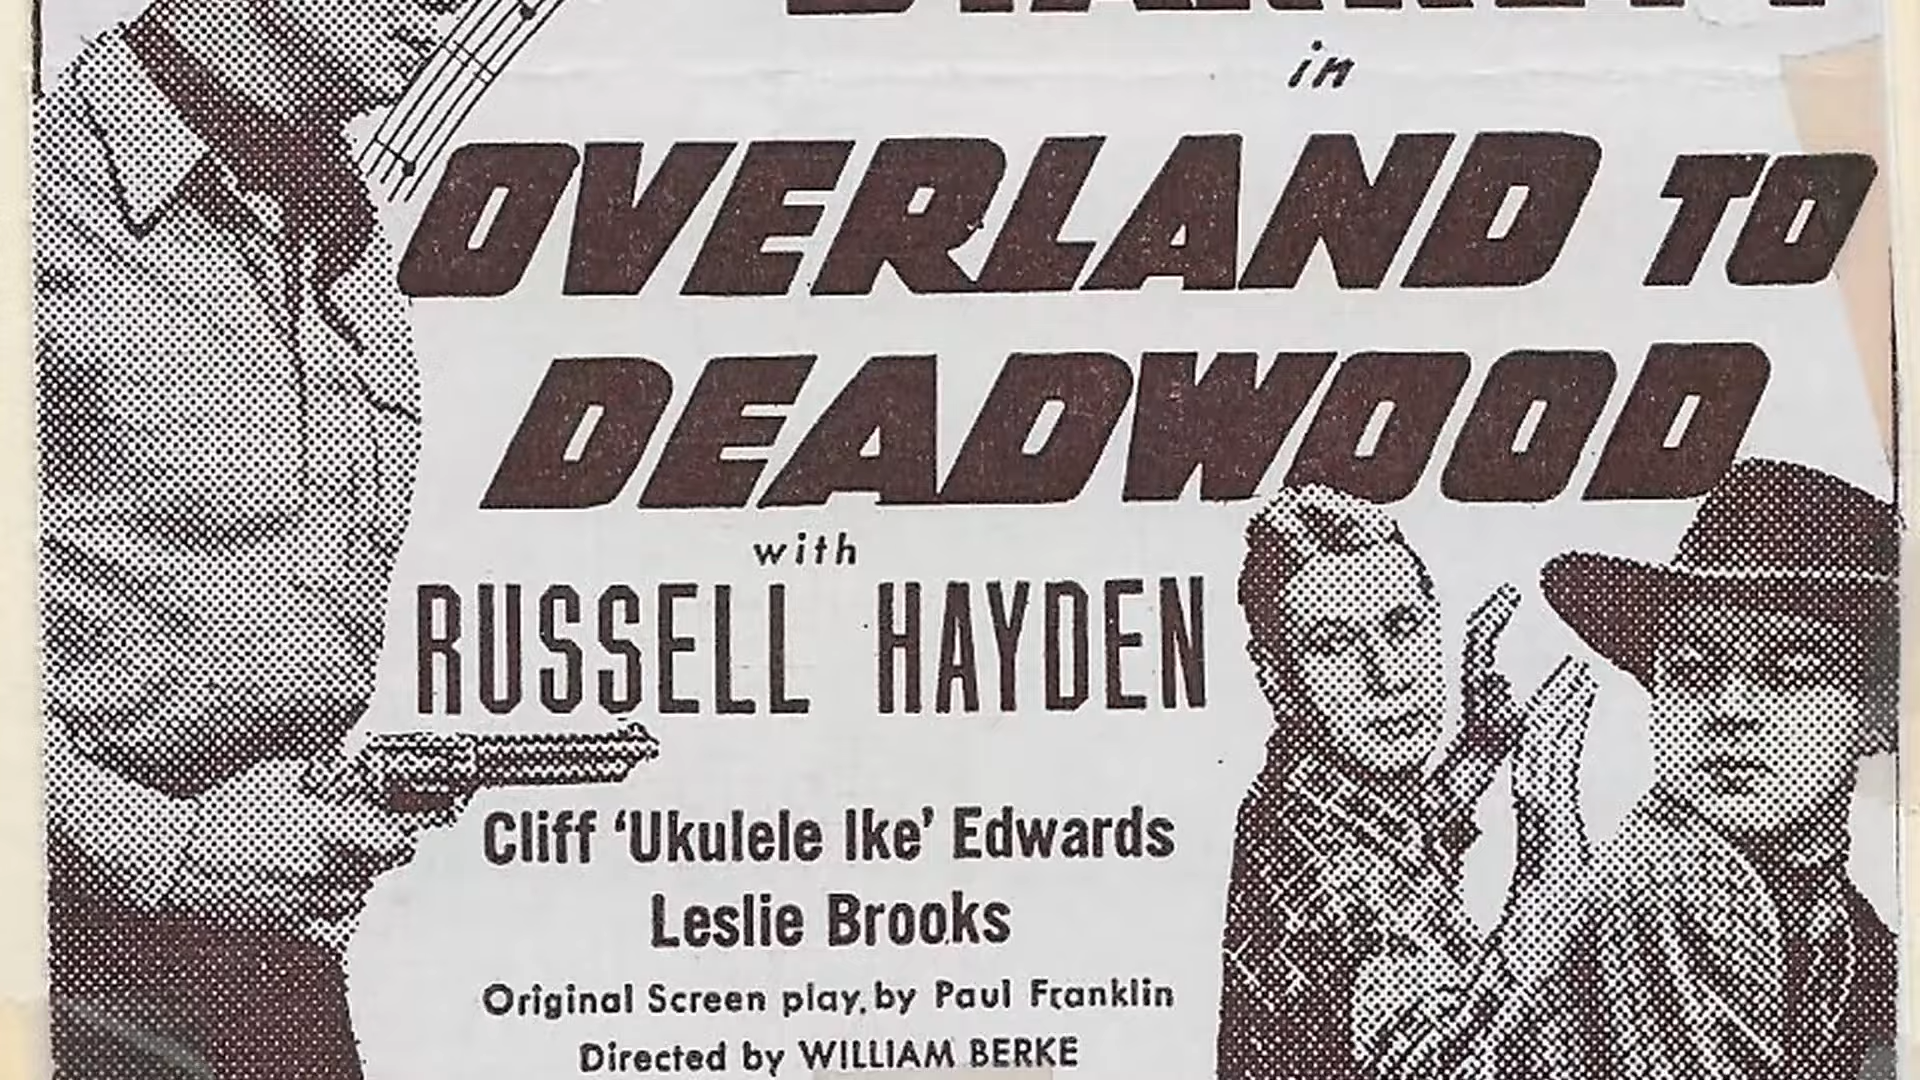 in
OVERLAND TO
DEADWOOD
with
RUSSELL HAYDEN
Cliff ‘Ukulele Ike’ Edwards
Leslie Brooks
Original Screen play, by Paul Franklin
Directed by WILLIAM BERKE